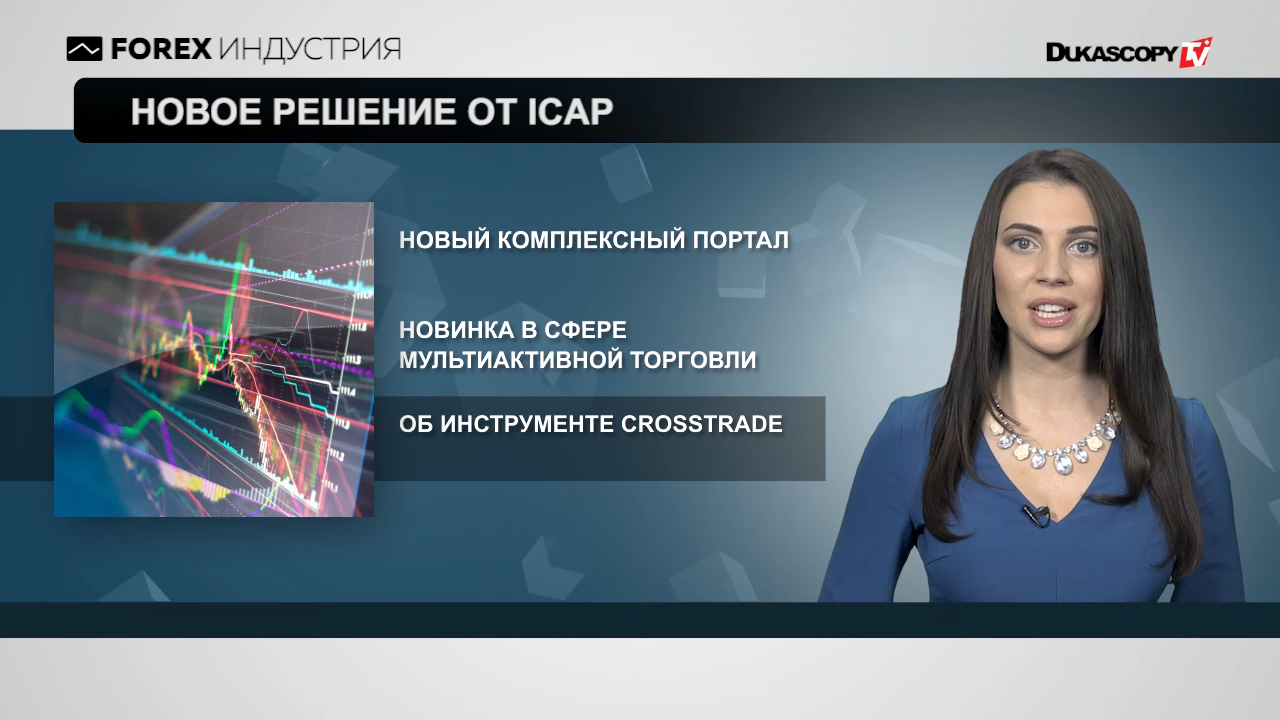 FOREX ИНДУСТРИЯ
DUKASCOPY TV
НОВОЕ РЕШЕНИЕ ОТ ICAP
НОВЫЙ КОМПЛЕКСНЫЙ ПОРТАЛ
НОВИНКА В СФЕРЕ
МУЛЬТИАКТИВНОЙ ТОРГОВЛИ
ОБ ИНСТРУМЕНТЕ CROSSTRADE